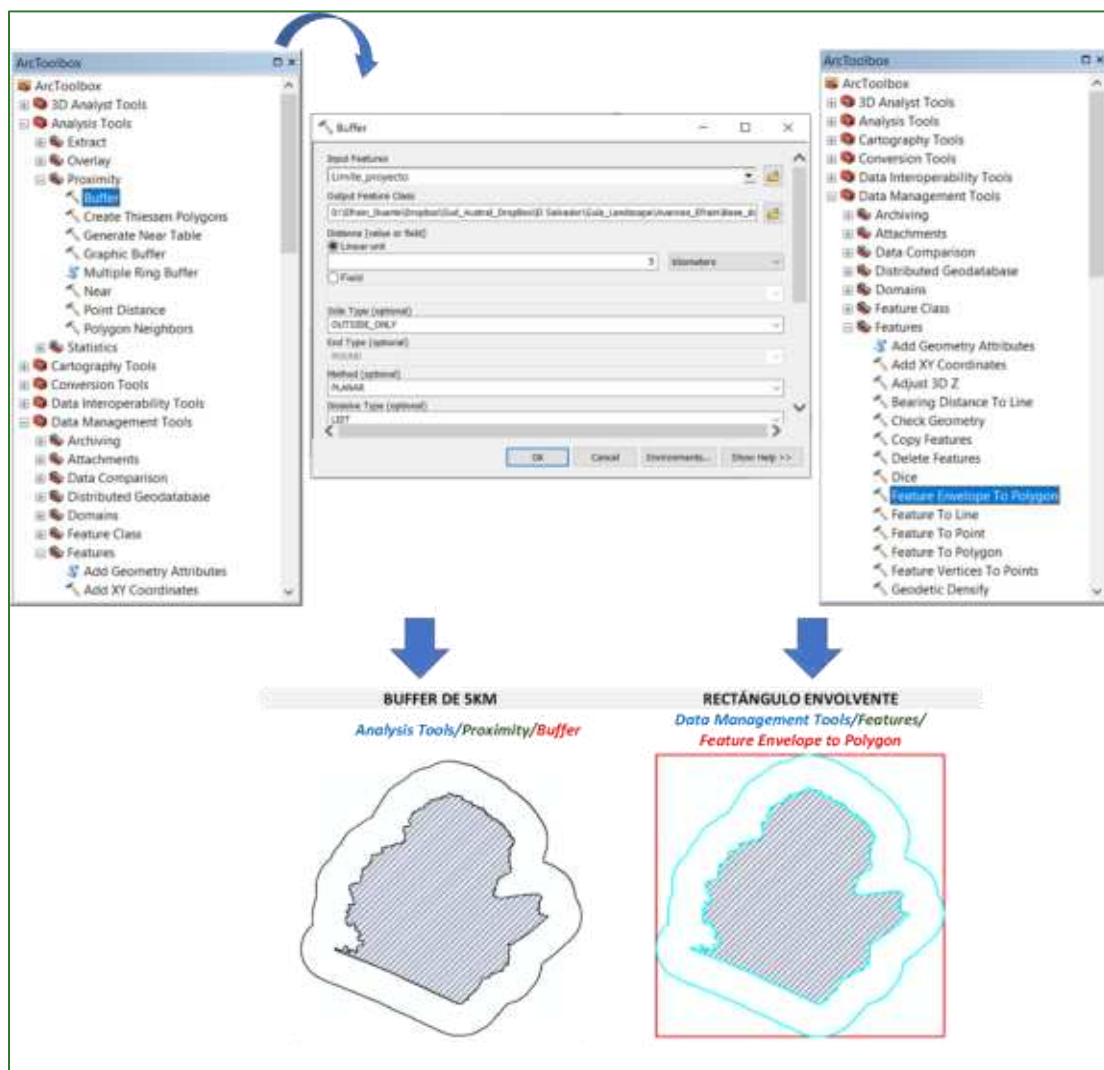 ArcToolbox
ArcToolbox
3D Analyst Tools
Analysis Tools
Extract
Overlay
Proximity
Buffer
Create Thiessen Polygons
Generate Near Table
Graphic Buffer
Multiple Ring Buffer
Near
Point Distance
Polygon Neighbors
Statistics
Cartography Tools
Conversion Tools
Data Interoperability Tools
Data Management Tools
Archiving
Attachments
Data Comparison
Distributed Geodatabase
Domains
Feature Class
Features
Add Geometry Attributes
Add XY Coordinates
Buffer
Input Features
Limite_proyecto
Output Feature Class
Distance [value or field]
Linear unit
5 Kilometers
Field
Side Type (optional)
OUTSIDE_ONLY
End Type (optional)
ROUND
Method (optional)
PLANAR
Dissolve Type (optional)
LIST
OK Cancel Environments... Show Help >>
ArcToolbox
ArcToolbox
3D Analyst Tools
Analysis Tools
Cartography Tools
Conversion Tools
Data Interoperability Tools
Data Management Tools
Archiving
Attachments
Data Comparison
Distributed Geodatabase
Domains
Feature Class
Features
Add Geometry Attributes
Add XY Coordinates
Adjust 3D Z
Bearing Distance To Line
Check Geometry
Copy Features
Delete Features
Dice
Feature Envelope To Polygon
Feature To Line
Feature To Point
Feature To Polygon
Feature Vertices To Points
Geodetic Densify
BUFFER DE 5KM
Analysis Tools/Proximity/Buffer
RECTÁNGULO ENVOLVENTE
Data Management Tools/Features/
Feature Envelope to Polygon